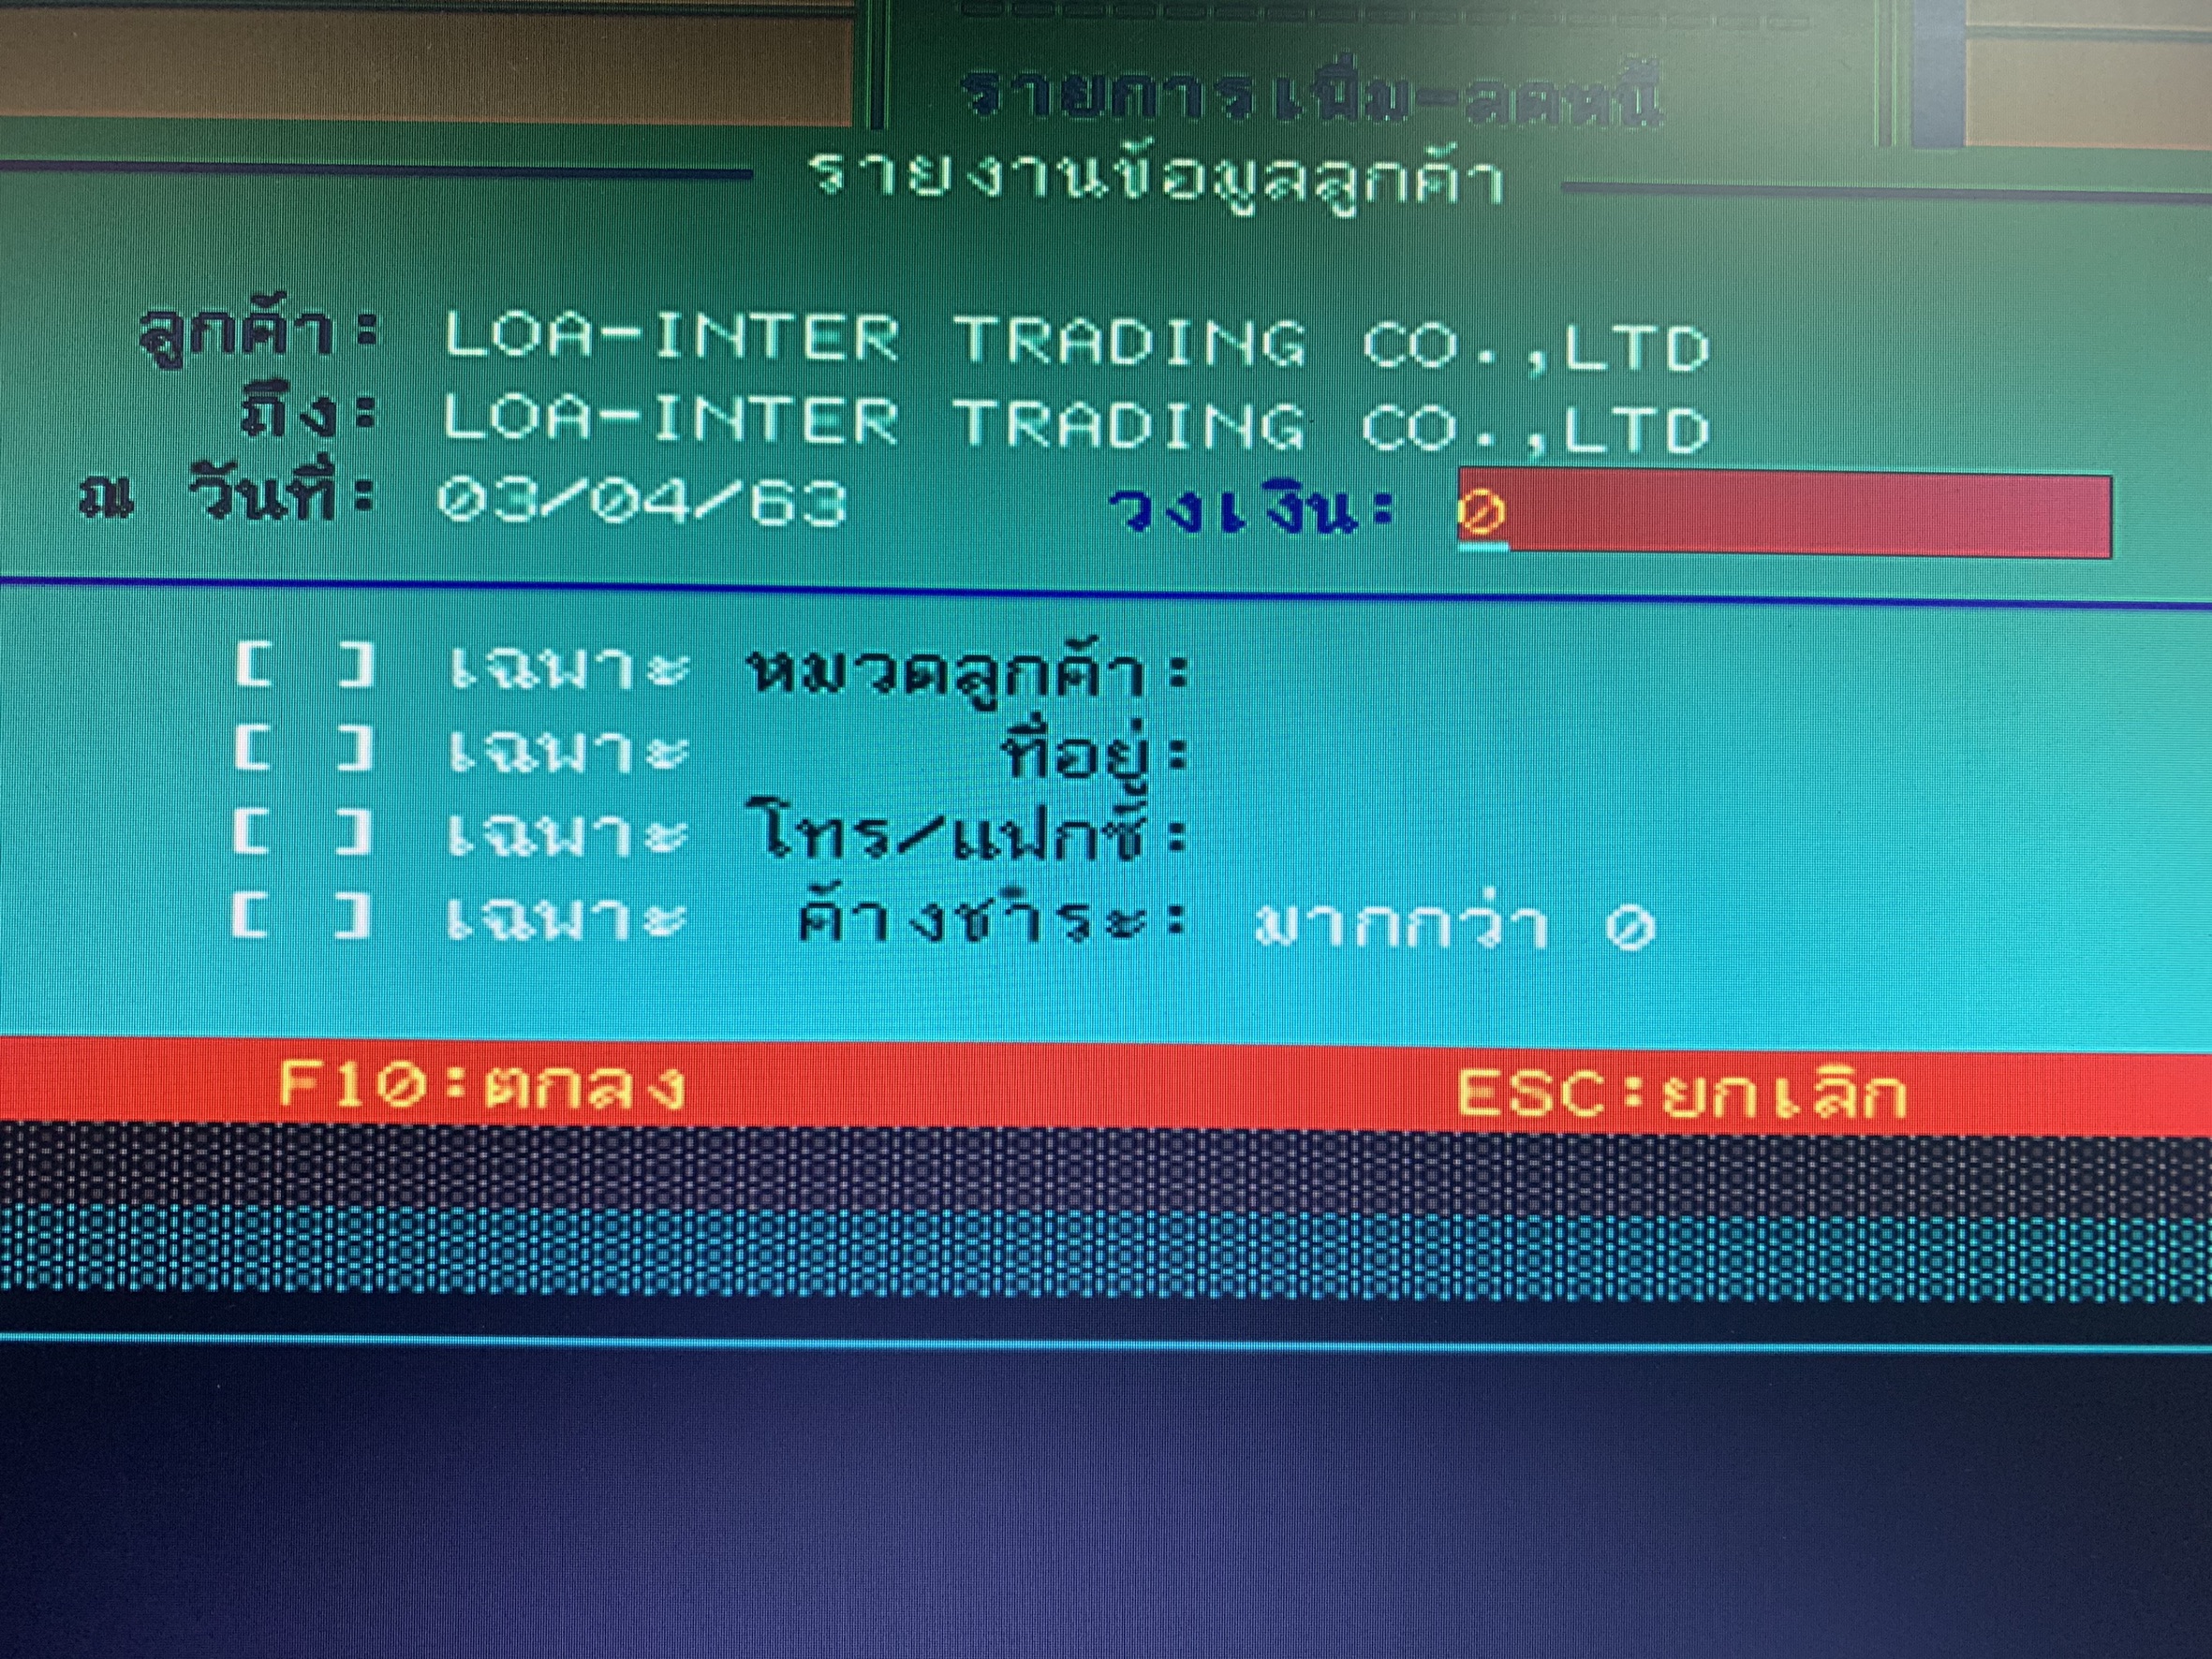 รายการเพิ่ม-ลดหนี้
รายงานข้อมูลลูกค้า
ลูกค้า: LOA-INTER TRADING CO.,LTD
ถึง: LOA-INTER TRADING CO.,LTD
ณ วันที่: 03/04/63 วงเงิน: 0
[ ] เฉพาะ หมวดลูกค้า:
[ ] เฉพาะ ที่อยู่:
[ ] เฉพาะ โทร/แฟกซ์:
[ ] เฉพาะ ค้างชำระ: มากกว่า 0
F10:ตกลง ESC:ยกเลิก